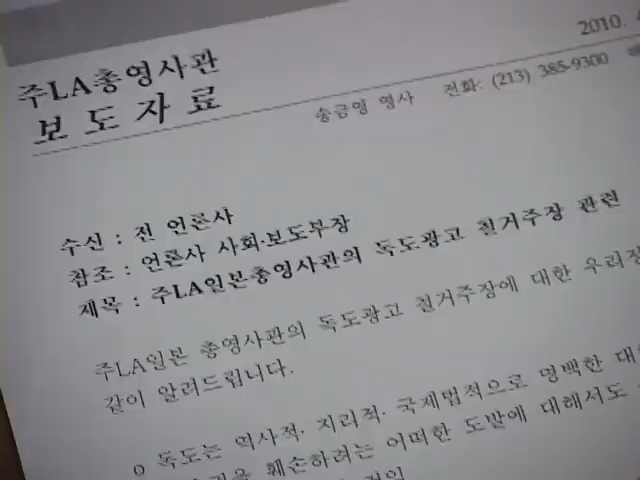 2010.
주LA총영사관
보 도 자 료
송금영 영사 전화: (213) 385-9300
수신 : 전 언론사
참조 : 언론사 사회·보도부장
제목 : 주LA일본총영사관의 독도광고 철거주장 관련
주LA일본 총영사관의 독도광고 철거주장에 대한
같이 알려드립니다.
o 독도는 역사적· 지리적· 국제법적으로 명백한
훼손하려는 어떠한 도발에 대해서도